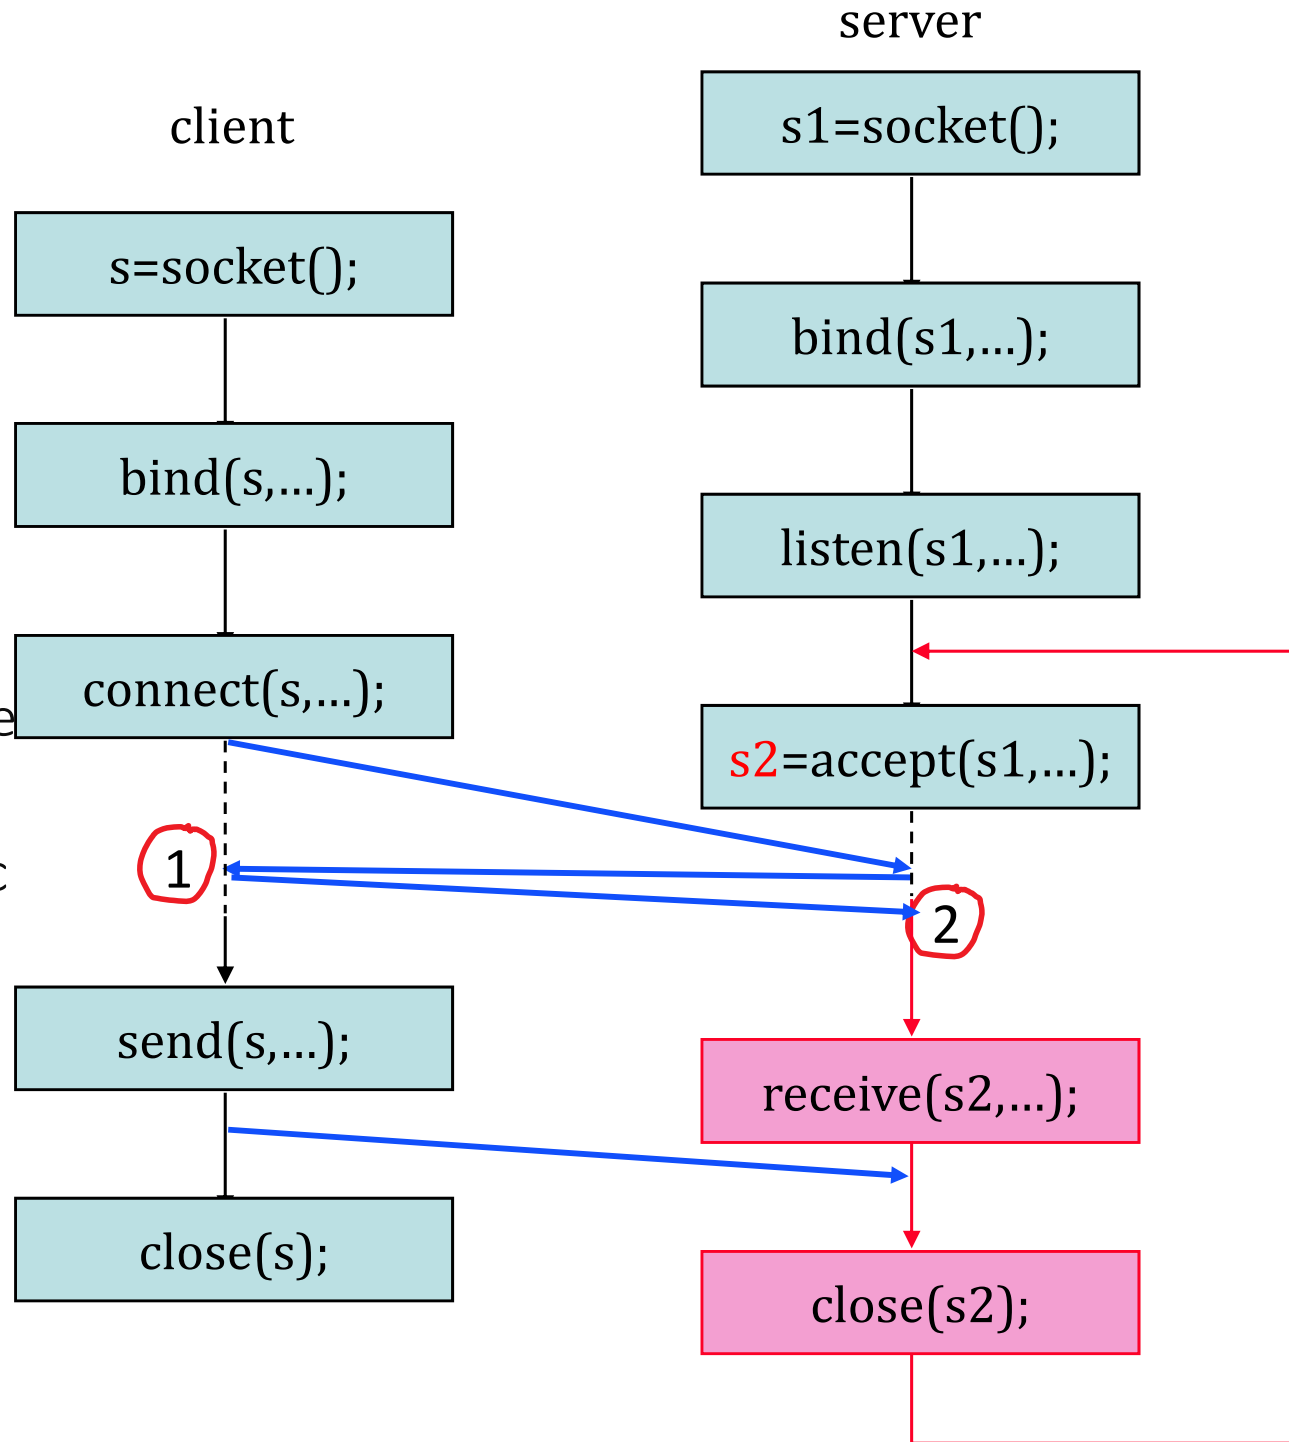 server
client
s1=socket();
s=socket();
bind(s1,...);
bind(s,...);
listen(s1,...);
connect(s,...);
e
s2=accept(s1,...);
1
c
2
send(s,...);
receive(s2,...);
close(s);
close(s2);